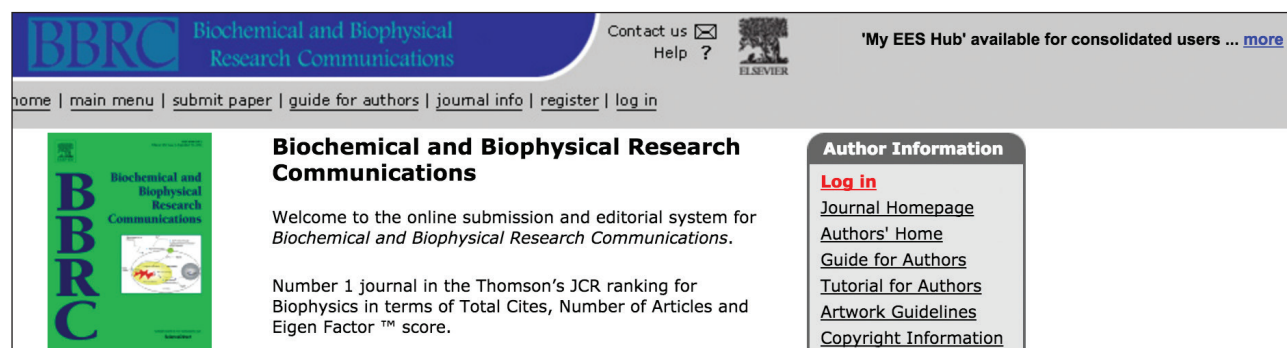 BBRC
Biochemical and Biophysical
Research Communications
Contact us
Help ?
ELSEVIER
'My EES Hub' available for consolidated users ... more
home | main menu | submit paper | guide for authors | journal info | register | log in
BBRC
Biochemical and
Biophysical
Research
Communications
Biochemical and Biophysical Research
Communications
Welcome to the online submission and editorial system for
Biochemical and Biophysical Research Communications.
Number 1 journal in the Thomson's JCR ranking for
Biophysics in terms of Total Cites, Number of Articles and
Eigen Factor ™ score.
Author Information
Log in
Journal Homepage
Authors' Home
Guide for Authors
Tutorial for Authors
Artwork Guidelines
Copyright Information